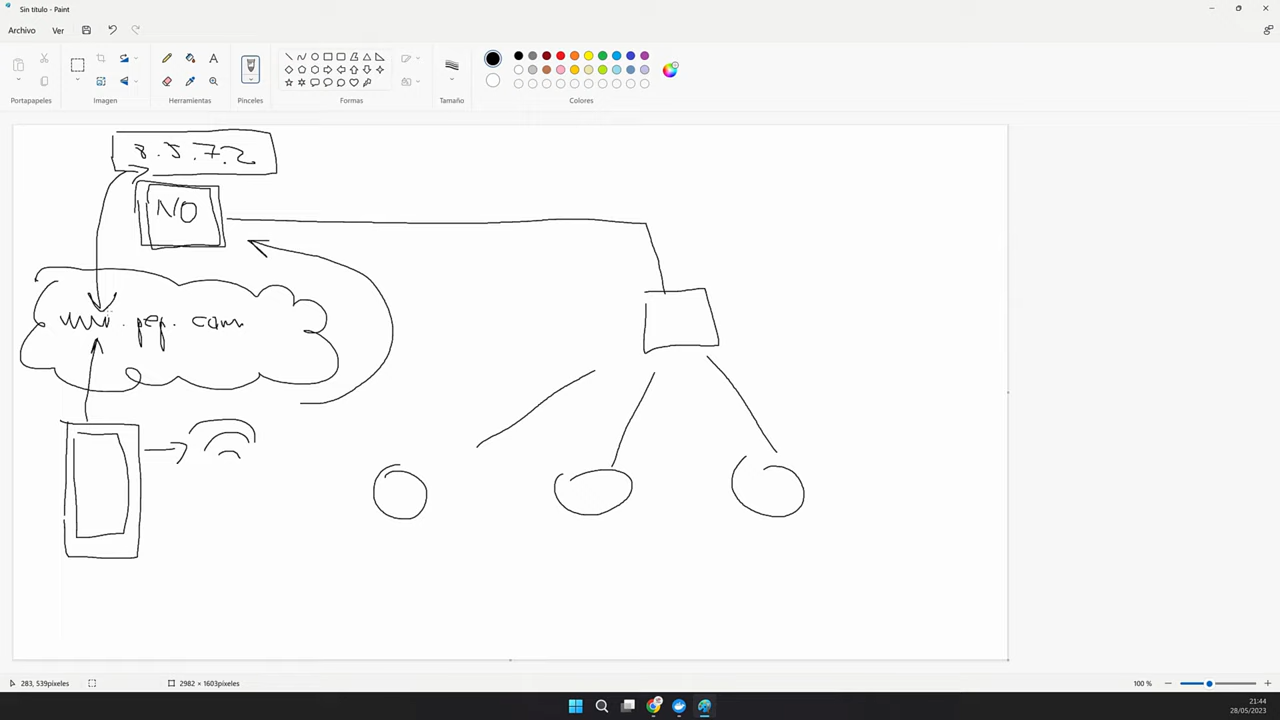 Sin título - Paint
Archivo Ver
Portapapeles
Imagen
Herramientas
Pinceles
Formas
Tamaño
Colores
8.5.7.2
NO
www.pep.com
283, 539píxeles
2982 × 1603píxeles
100 %
21:44
28/05/2023